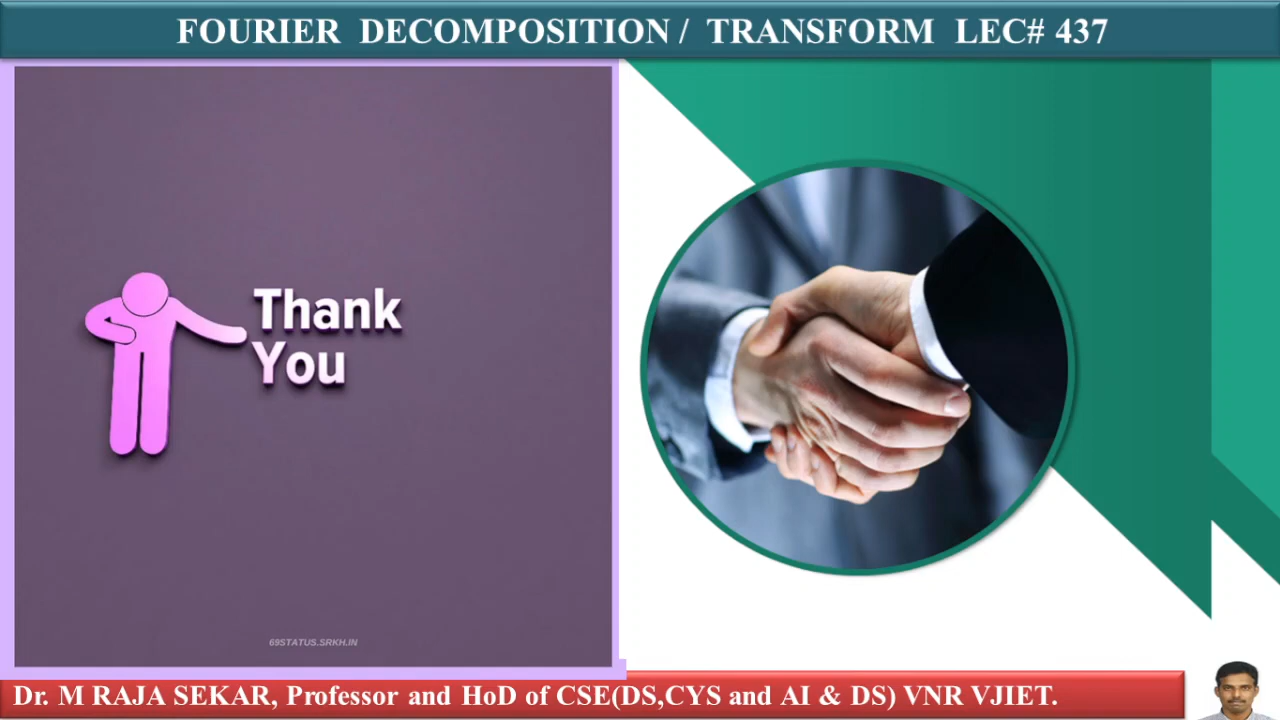 FOURIER DECOMPOSITION / TRANSFORM LEC# 437
Thank
You
69STATUS.SRKH.IN
Dr. M RAJA SEKAR, Professor and HoD of CSE(DS,CYS and AI & DS) VNR VJIET.